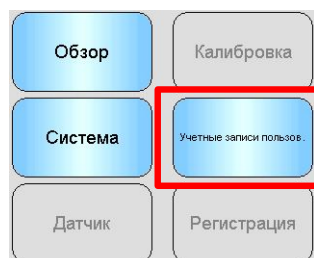 Обзор
Калибровка
Система
Учетные записи пользов.
Датчик
Регистрация